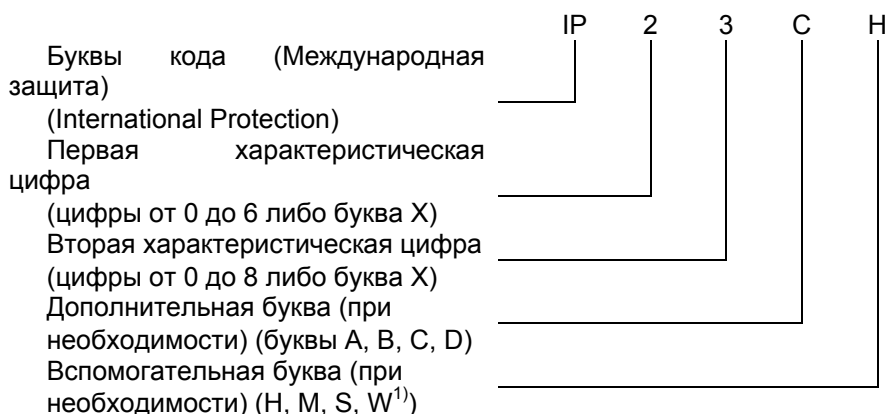 IP 2 3 C H
Буквы кода (Международная
защита)
(International Protection)
Первая характеристическая
цифра
(цифры от 0 до 6 либо буква X)
Вторая характеристическая цифра
(цифры от 0 до 8 либо буква X)
Дополнительная буква (при
необходимости) (буквы A, B, C, D)
Вспомогательная буква (при
необходимости) (H, M, S, W¹⁾)